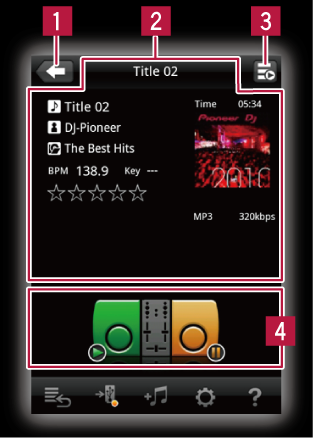 1 2 3
Title 02
Title 02
Time 05:34
DJ-Pioneer
The Best Hits
BPM 138.9 Key ---
Pioneer Dj
2010
MP3 320kbps
4
?